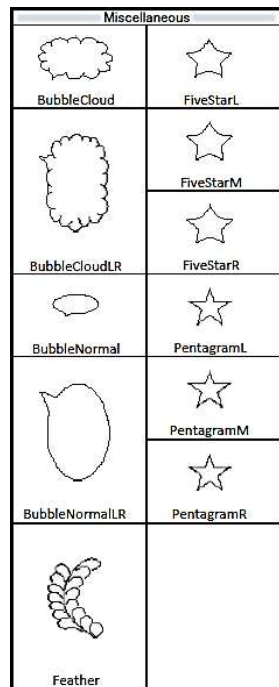 Miscellaneous
BubbleCloud
FiveStarL
FiveStarM
BubbleCloudLR
FiveStarR
BubbleNormal
PentagramL
PentagramM
BubbleNormalLR
PentagramR
Feather